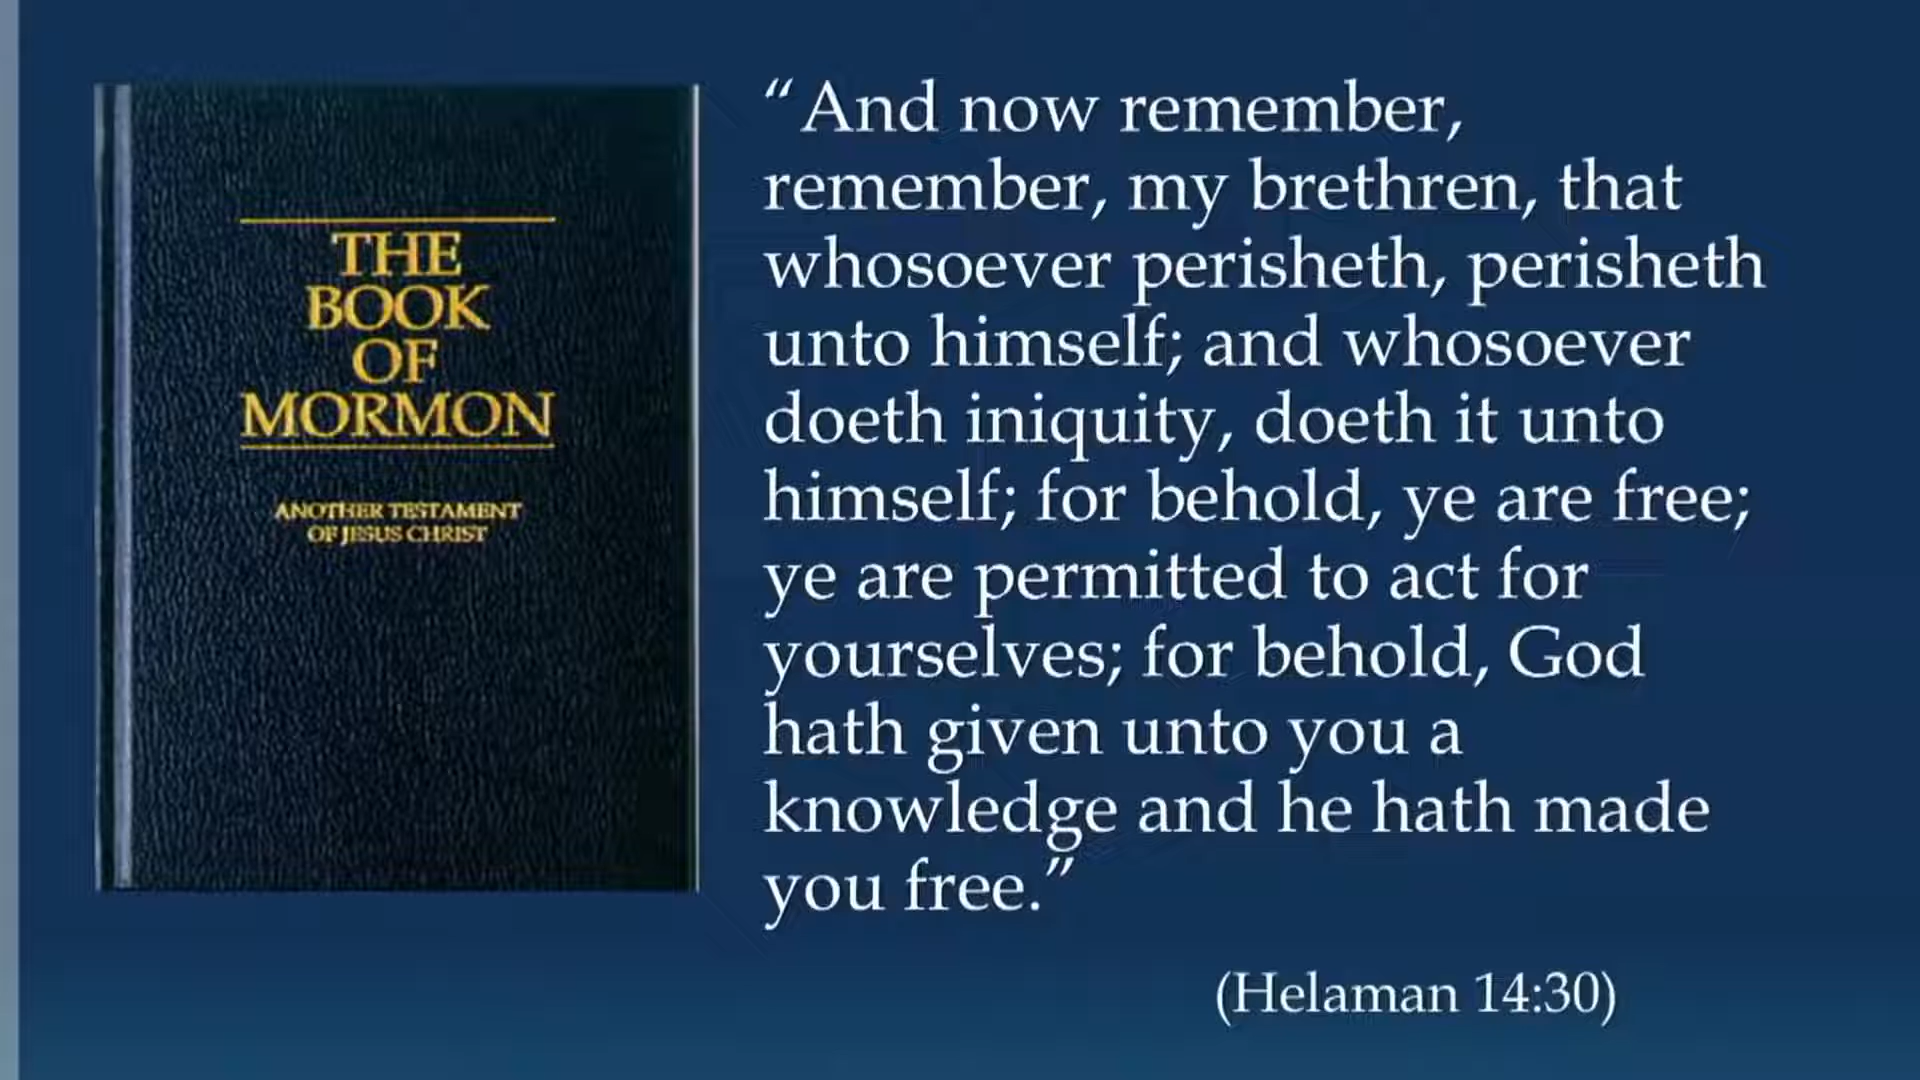 THE
BOOK
OF
MORMON
ANOTHER TESTAMENT
OF JESUS CHRIST
“And now remember,
remember, my brethren, that
whosoever perisheth, perisheth
unto himself; and whosoever
doeth iniquity, doeth it unto
himself; for behold, ye are free;
ye are permitted to act for
yourselves; for behold, God
hath given unto you a
knowledge and he hath made
you free.”
(Helaman 14:30)